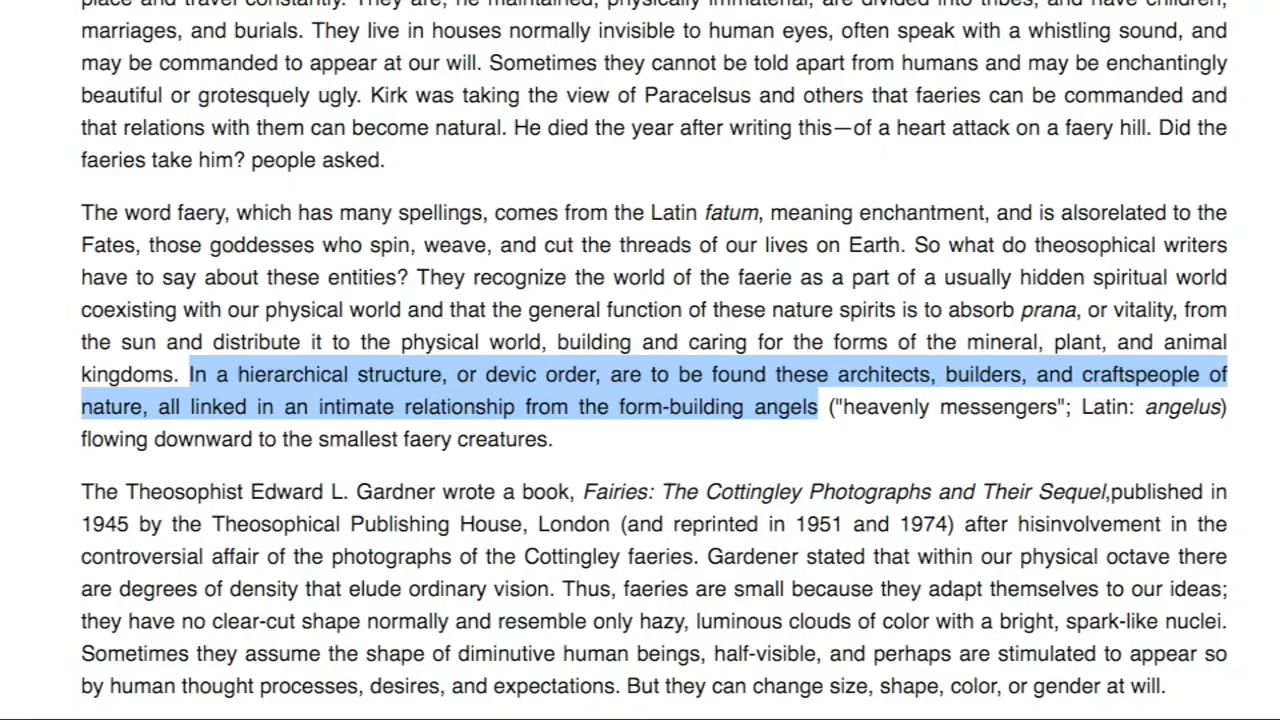 place and travel constantly. They are, he maintained, physically immaterial, are divided into tribes, and have children,
marriages, and burials. They live in houses normally invisible to human eyes, often speak with a whistling sound, and
may be commanded to appear at our will. Sometimes they cannot be told apart from humans and may be enchantingly
beautiful or grotesquely ugly. Kirk was taking the view of Paracelsus and others that faeries can be commanded and
that relations with them can become natural. He died the year after writing this—of a heart attack on a faery hill. Did the
faeries take him? people asked.
The word faery, which has many spellings, comes from the Latin fatum, meaning enchantment, and is alsorelated to the
Fates, those goddesses who spin, weave, and cut the threads of our lives on Earth. So what do theosophical writers
have to say about these entities? They recognize the world of the faerie as a part of a usually hidden spiritual world
coexisting with our physical world and that the general function of these nature spirits is to absorb prana, or vitality, from
the sun and distribute it to the physical world, building and caring for the forms of the mineral, plant, and animal
kingdoms. In a hierarchical structure, or devic order, are to be found these architects, builders, and craftspeople of
nature, all linked in an intimate relationship from the form-building angels ("heavenly messengers"; Latin: angelus)
flowing downward to the smallest faery creatures.
The Theosophist Edward L. Gardner wrote a book, Fairies: The Cottingley Photographs and Their Sequel,published in
1945 by the Theosophical Publishing House, London (and reprinted in 1951 and 1974) after hisinvolvement in the
controversial affair of the photographs of the Cottingley faeries. Gardener stated that within our physical octave there
are degrees of density that elude ordinary vision. Thus, faeries are small because they adapt themselves to our ideas;
they have no clear-cut shape normally and resemble only hazy, luminous clouds of color with a bright, spark-like nuclei.
Sometimes they assume the shape of diminutive human beings, half-visible, and perhaps are stimulated to appear so
by human thought processes, desires, and expectations. But they can change size, shape, color, or gender at will.